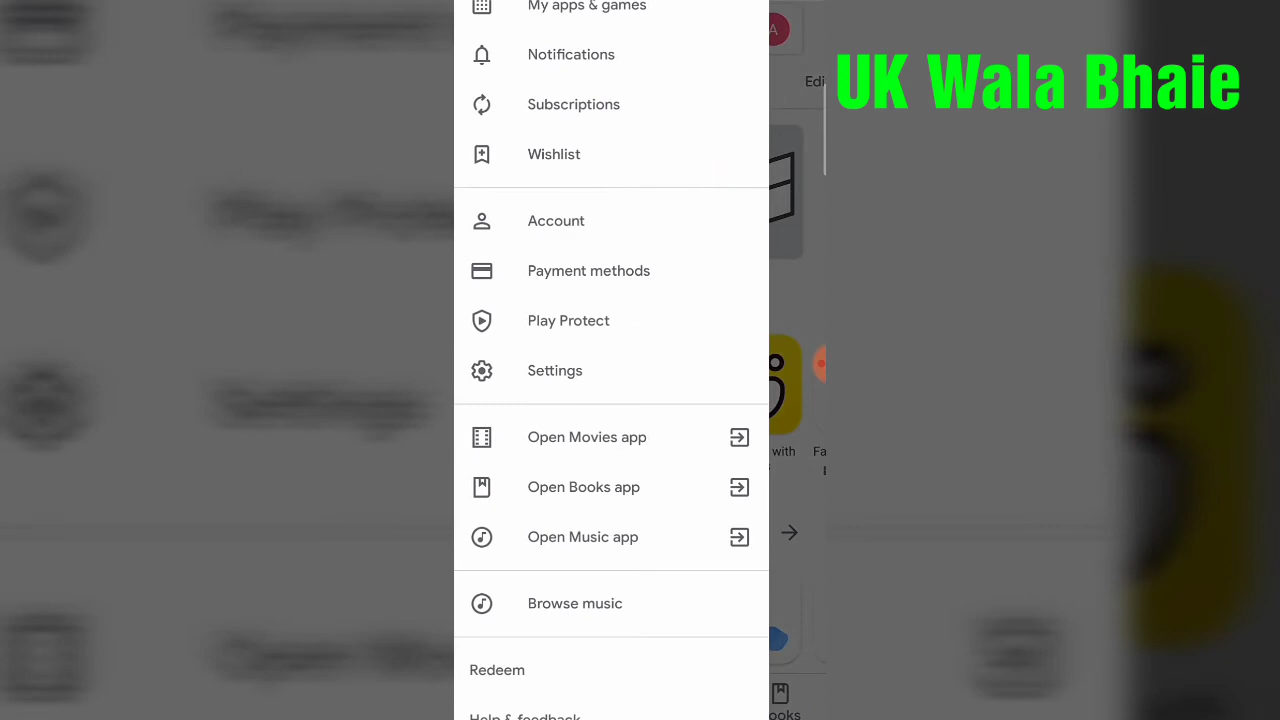 My apps & games
Notifications
Subscriptions
Wishlist
Account
Payment methods
Play Protect
Settings
Open Movies app
Open Books app
Open Music app
Browse music
Redeem
Help & feedback
A
Edi
with
Fa
ooks
UK Wala Bhaie